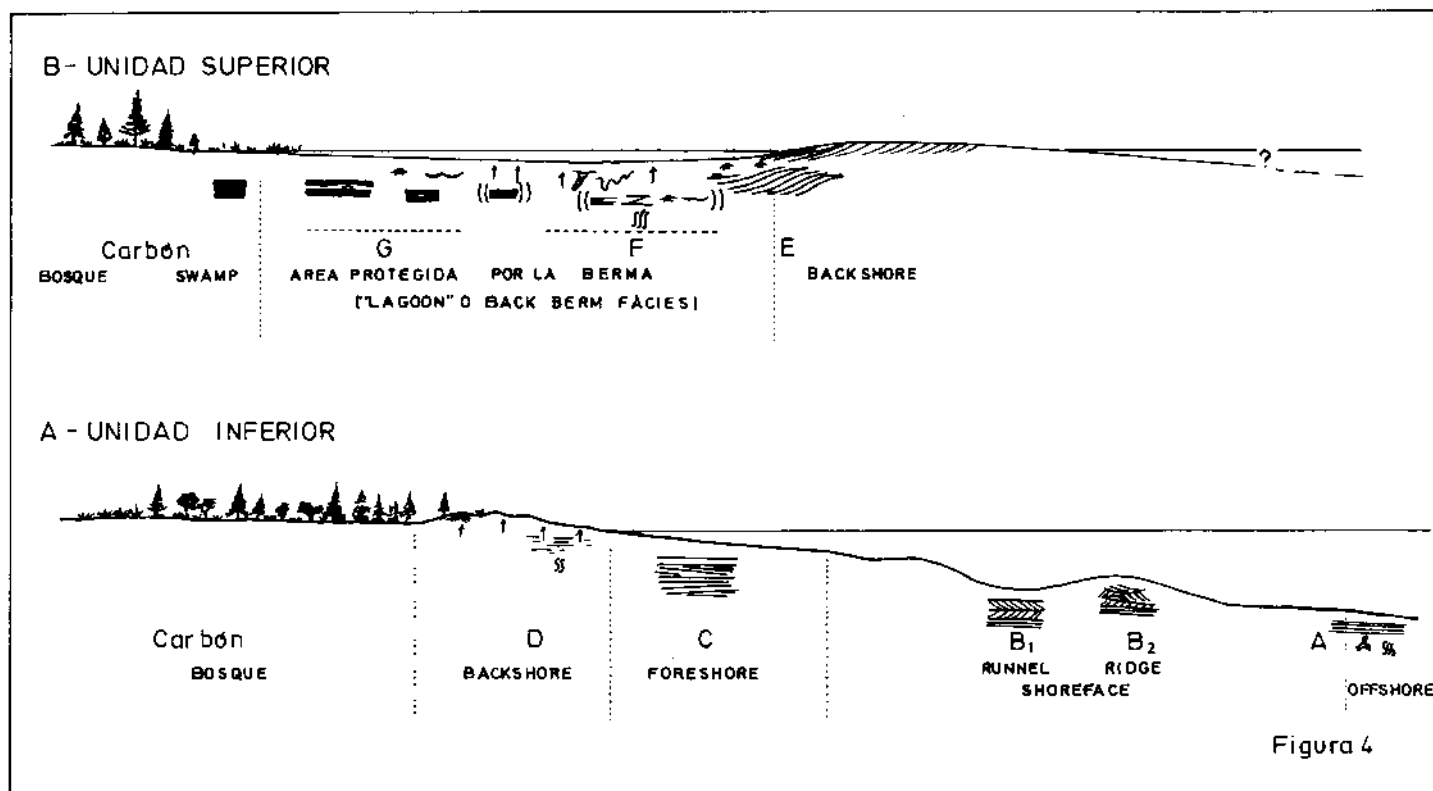 B- UNIDAD SUPERIOR
?
Carbón
G
F
E
BOSQUE SWAMP AREA PROTEGIDA POR LA BERMA BACKSHORE
("LAGOON" O BACK BERM FÀCIES)
A - UNIDAD INFERIOR
Carbón
D
C
B1
B2
A
BOSQUE BACKSHORE FORESHORE RUNNEL RIDGE
SHOREFACE OFFSHORE
Figura 4